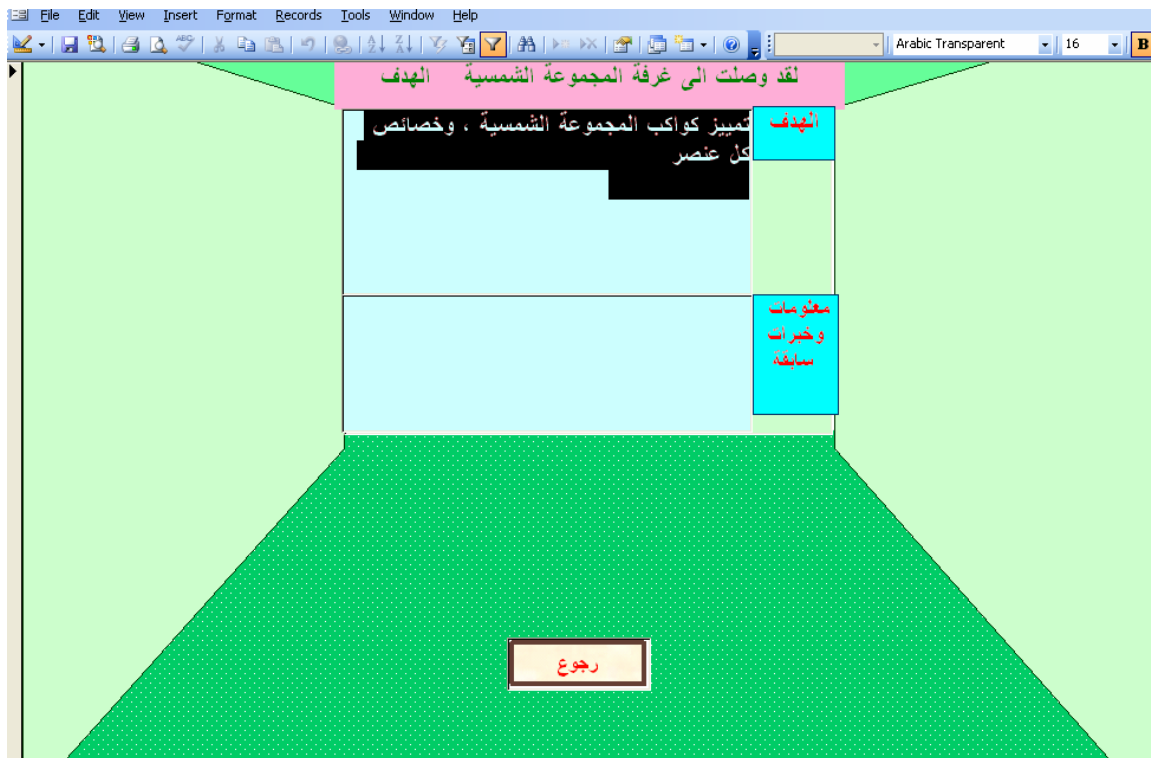 File Edit View Insert Format Records Tools Window Help
Arabic Transparent 16 B
لقد وصلت الى غرفة المجموعة الشمسية الهدف
الهدف
تمييز كواكب المجموعة الشمسية ، وخصائص
كل عنصر
معلومات
وخبرات
سابقة
رجوع